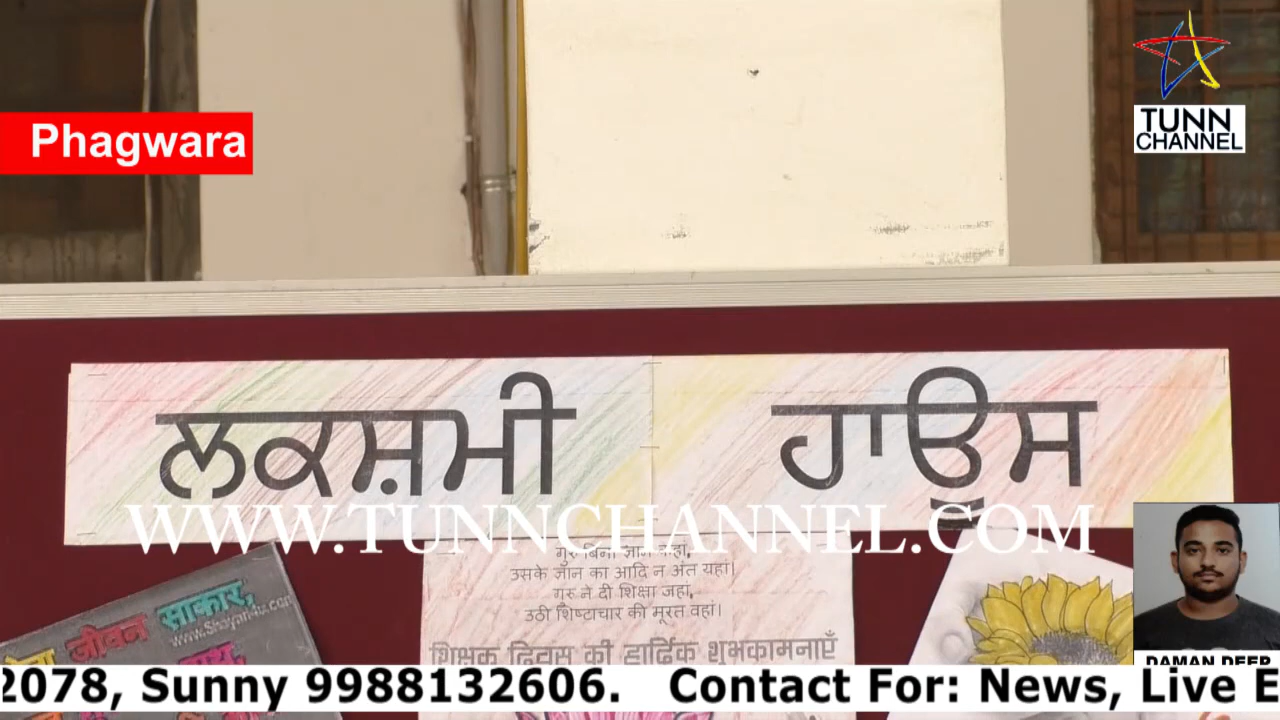 Phagwara
TUNN
CHANNEL
ਲਕਸ਼ਮੀ ਹਾਊਸ
WWW.TUNNCHANNEL.COM
गुरु बिना ज्ञान कहां,
उसके ज्ञान का आदि न अंत यहां।
गुरु ने दी शिक्षा जहां,
उठी शिष्टाचार की मूरत वहां।
शिक्षक दिवस की हार्दिक शुभकामनाएँ
जीवन साकार,
DAMAN DEEP
2078, Sunny 9988132606. Contact For: News, Live E